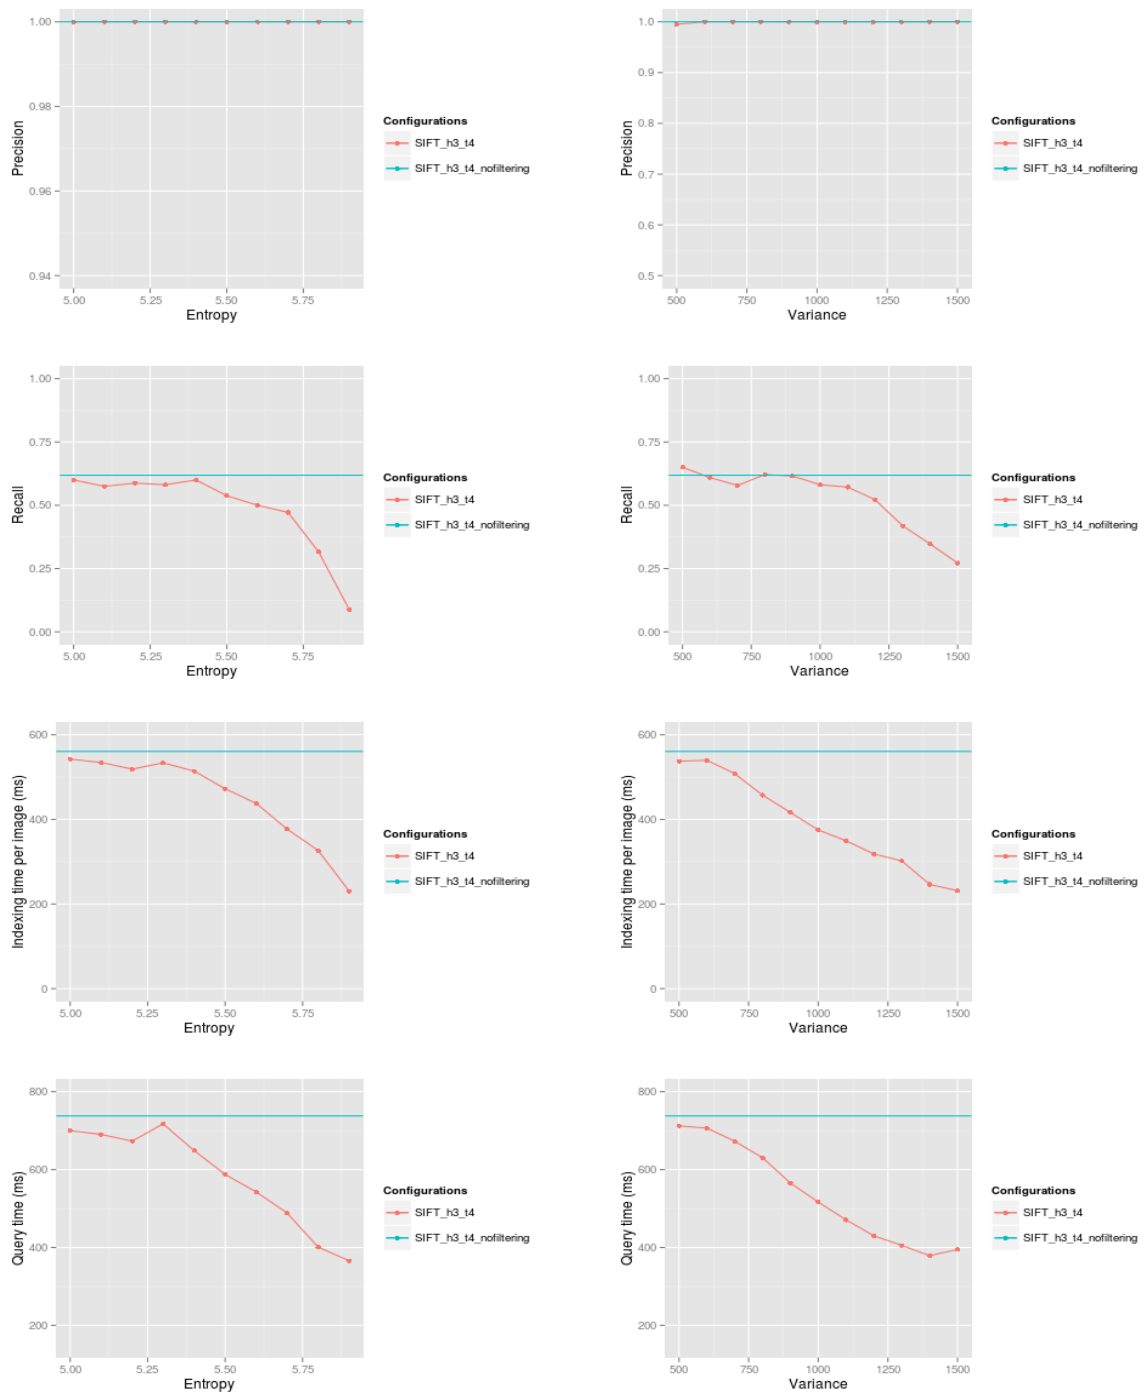 1.00
0.98
0.96
0.94
Precision
5.00 5.25 5.50 5.75
Entropy
Configurations
SIFT_h3_t4
SIFT_h3_t4_nofiltering
1.0
0.9
0.8
0.7
0.6
0.5
Precision
500 750 1000 1250 1500
Variance
Configurations
SIFT_h3_t4
SIFT_h3_t4_nofiltering
1.00
0.75
0.50
0.25
0.00
Recall
5.00 5.25 5.50 5.75
Entropy
Configurations
SIFT_h3_t4
SIFT_h3_t4_nofiltering
1.00
0.75
0.50
0.25
0.00
Recall
500 750 1000 1250 1500
Variance
Configurations
SIFT_h3_t4
SIFT_h3_t4_nofiltering
600
400
200
0
Indexing time per image (ms)
5.00 5.25 5.50 5.75
Entropy
Configurations
SIFT_h3_t4
SIFT_h3_t4_nofiltering
600
400
200
0
Indexing time per image (ms)
500 750 1000 1250 1500
Variance
Configurations
SIFT_h3_t4
SIFT_h3_t4_nofiltering
800
600
400
200
Query time (ms)
5.00 5.25 5.50 5.75
Entropy
Configurations
SIFT_h3_t4
SIFT_h3_t4_nofiltering
800
600
400
200
Query time (ms)
500 750 1000 1250 1500
Variance
Configurations
SIFT_h3_t4
SIFT_h3_t4_nofiltering